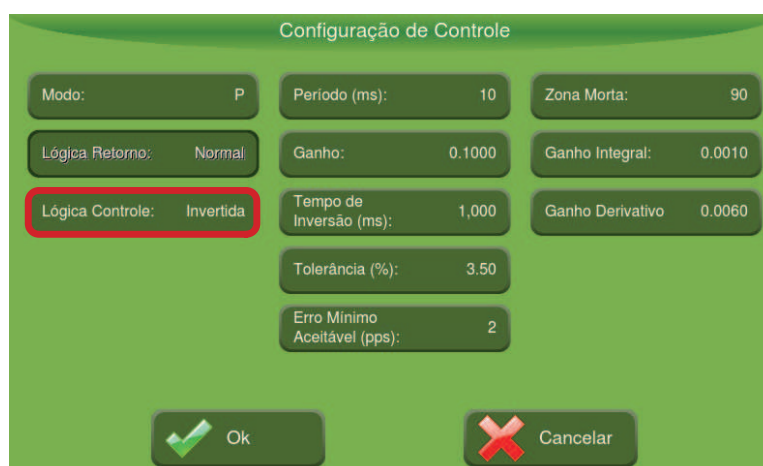 Configuração de Controle
Modo: P
Lógica Retorno: Normal
Lógica Controle: Invertida
Período (ms): 10
Ganho: 0.1000
Tempo de
Inversão (ms): 1,000
Tolerância (%): 3.50
Erro Mínimo
Aceitável (pps): 2
Zona Morta: 90
Ganho Integral: 0.0010
Ganho Derivativo 0.0060
Ok
Cancelar